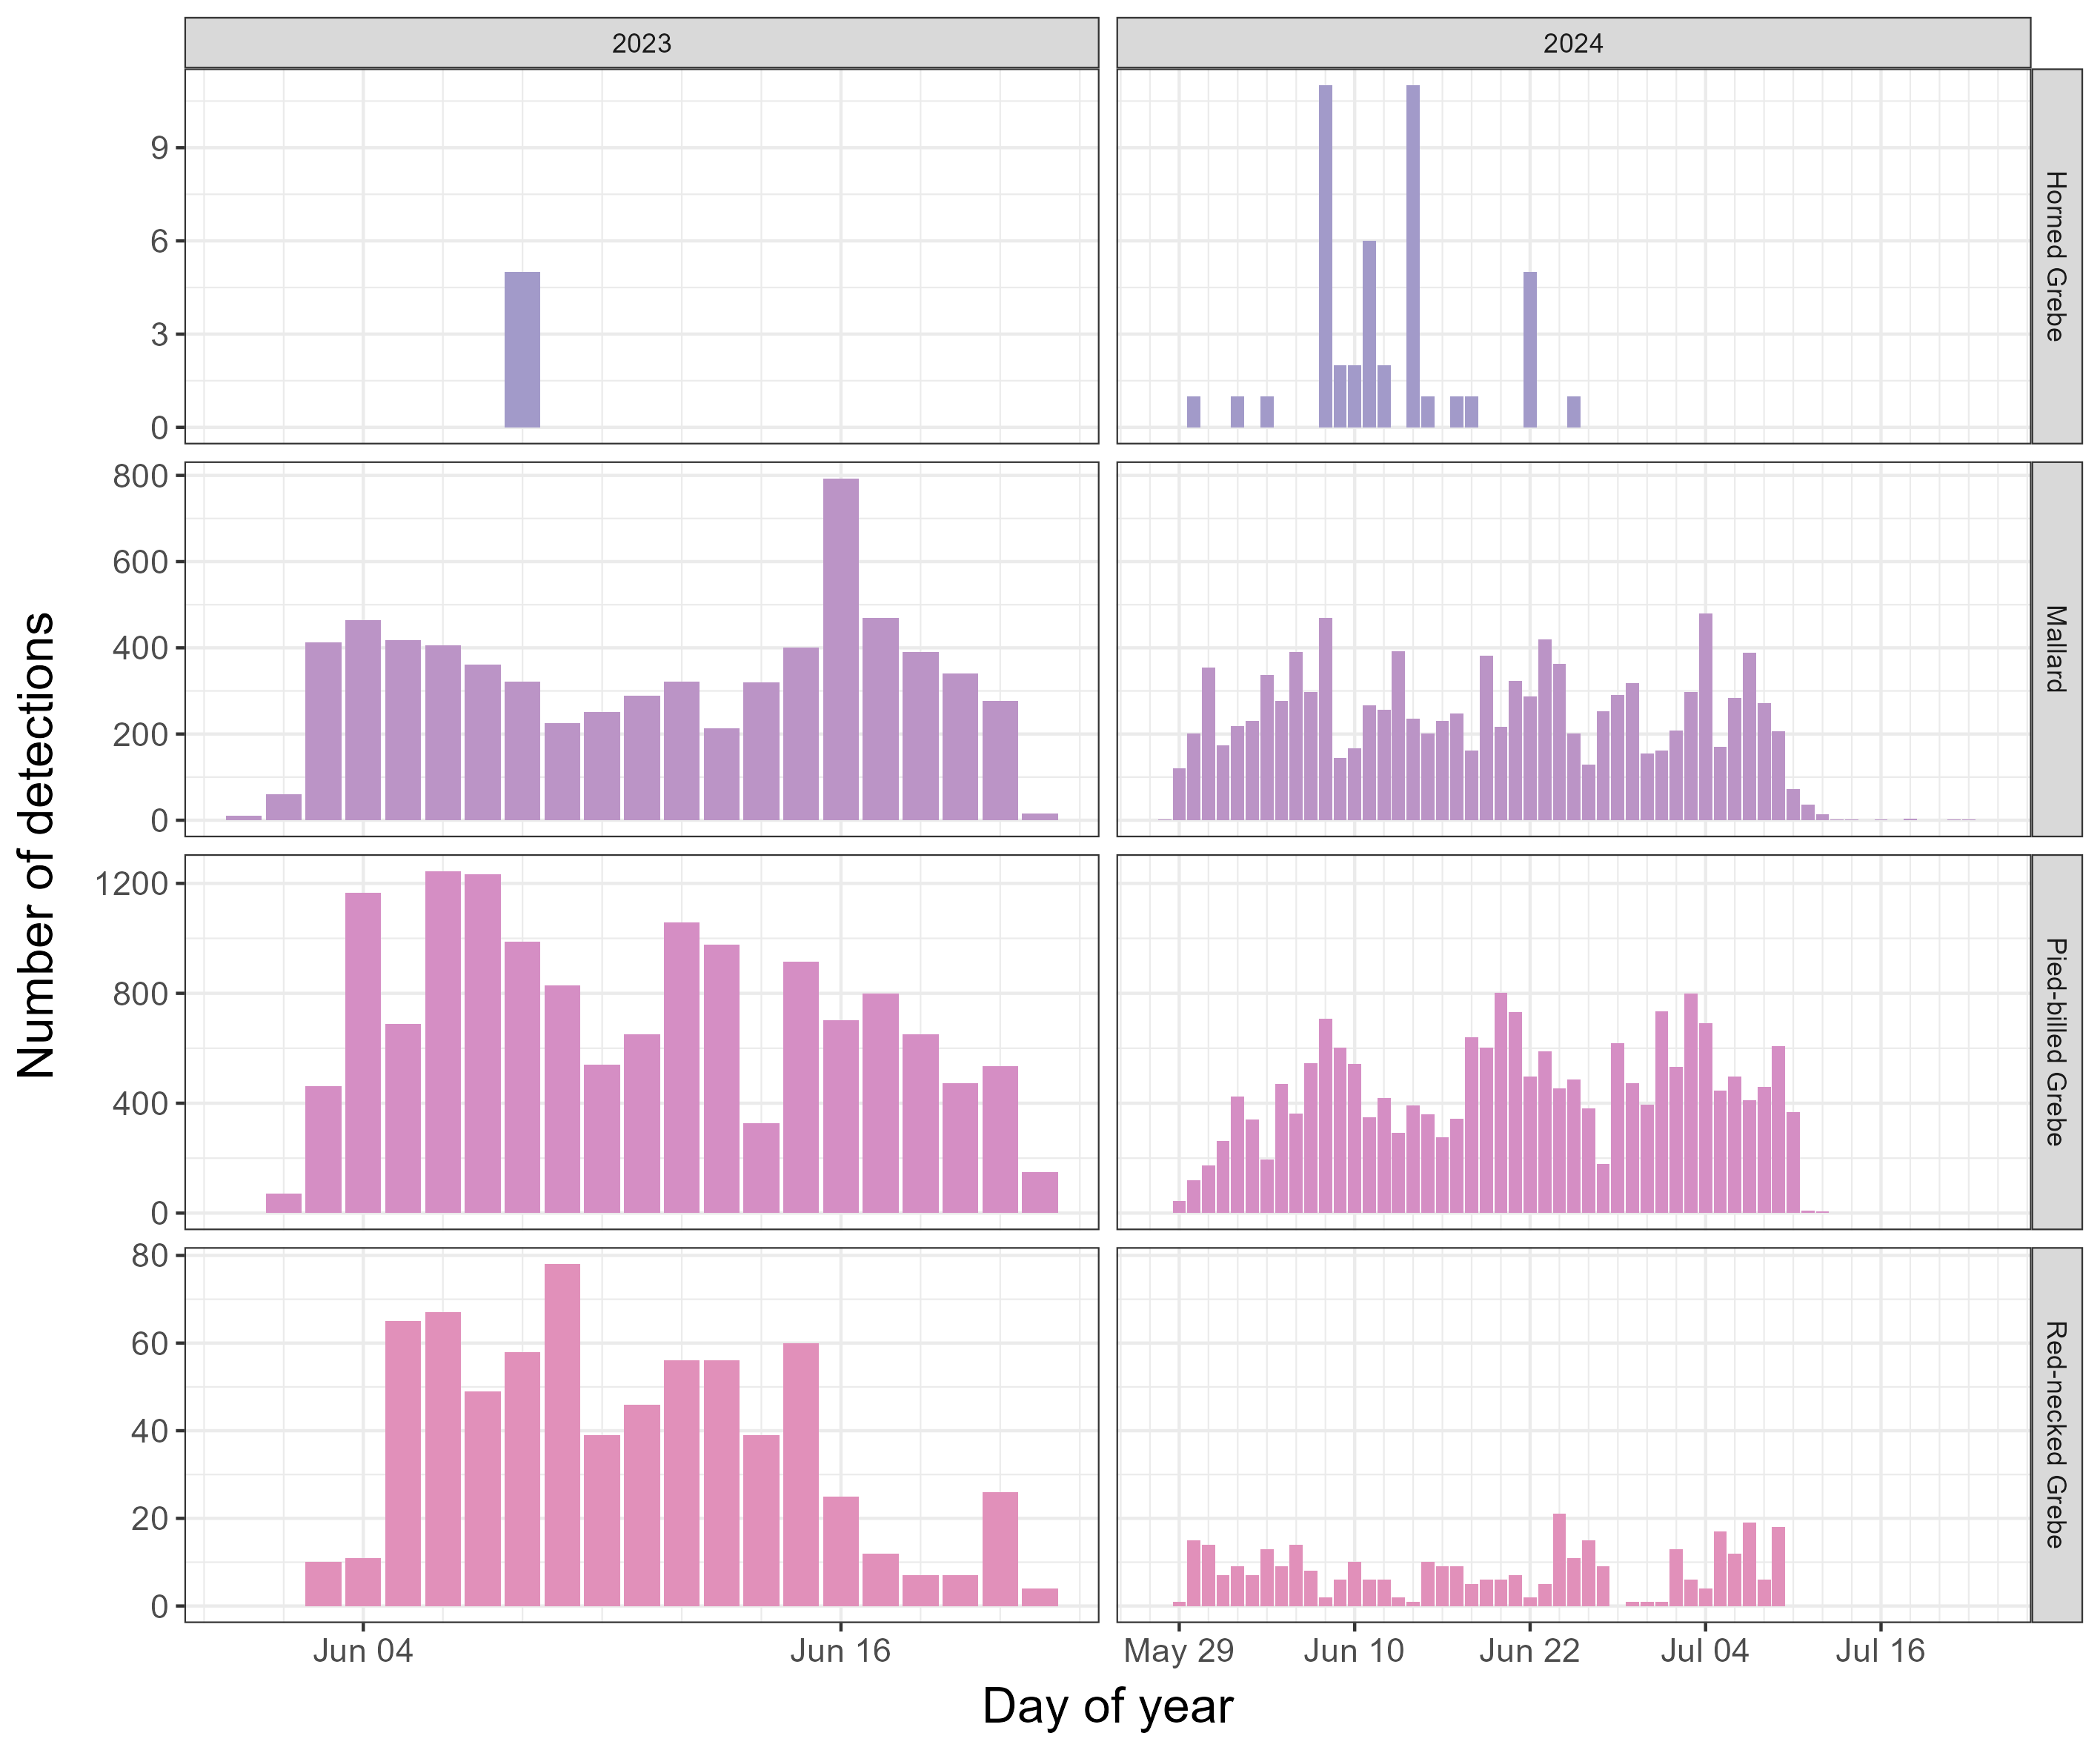 2023
2024
9
6
3
0
Horned Grebe
800
600
400
200
0
Mallard
1200
800
400
0
Pied-billed Grebe
80
60
40
20
0
Red-necked Grebe
Number of detections
Jun 04
Jun 16
May 29
Jun 10
Jun 22
Jul 04
Jul 16
Day of year